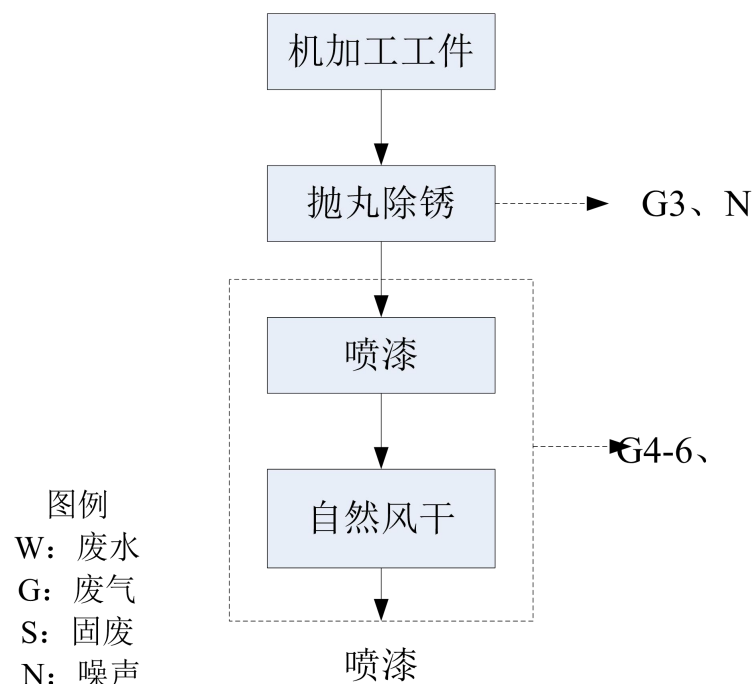 机加工工件
抛丸除锈
G3、N
喷漆
G4-6、
自然风干
图例
W：废水
G：废气
S：固废
N：噪声
喷漆